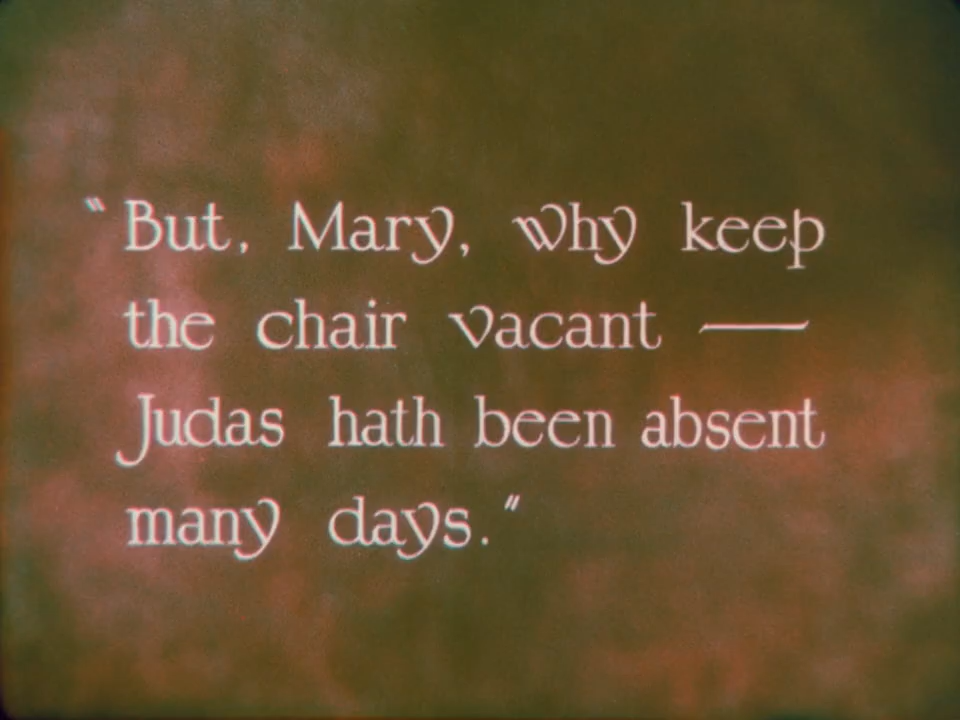 "But, Mary, why keep
the chair vacant —
Judas hath been absent
many days."